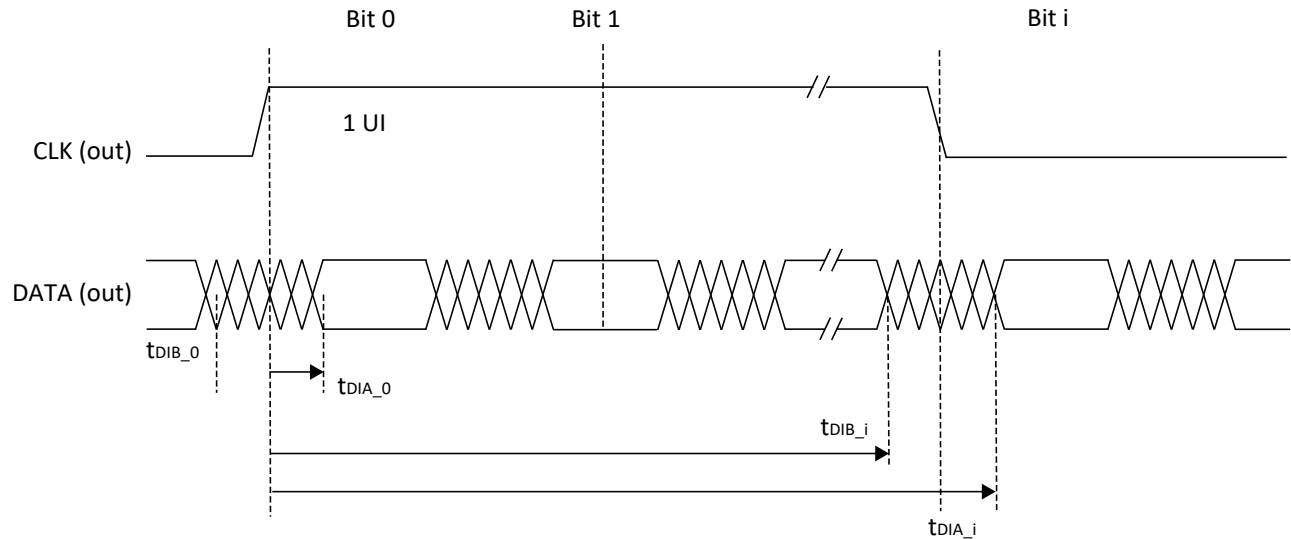 Bit 0 Bit 1 Bit i
1 UI
CLK (out)
DATA (out)
tDIB_0
tDIA_0
tDIB_i
tDIA_i